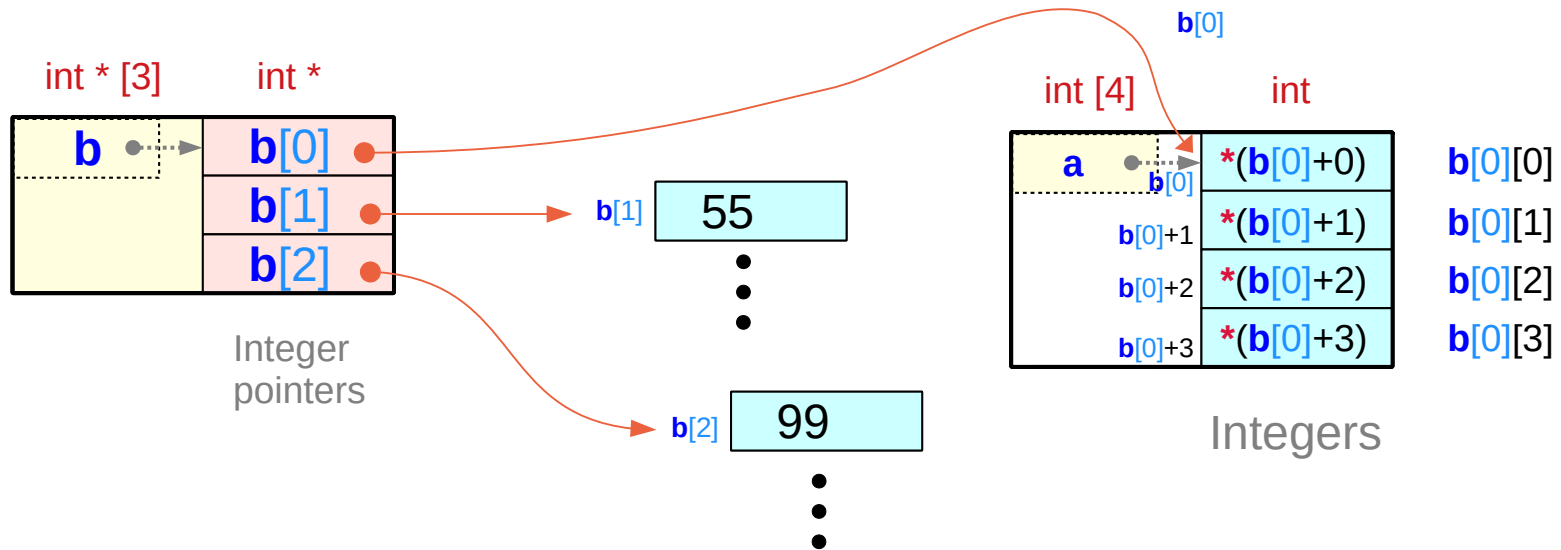 b[0]
int * [3] int *
int [4] int
b b[0]
b[1]
b[2]
Integer
pointers
b[1] 55
b[2] 99
a b[0] *(b[0]+0) b[0][0]
b[0]+1 *(b[0]+1) b[0][1]
b[0]+2 *(b[0]+2) b[0][2]
b[0]+3 *(b[0]+3) b[0][3]
Integers